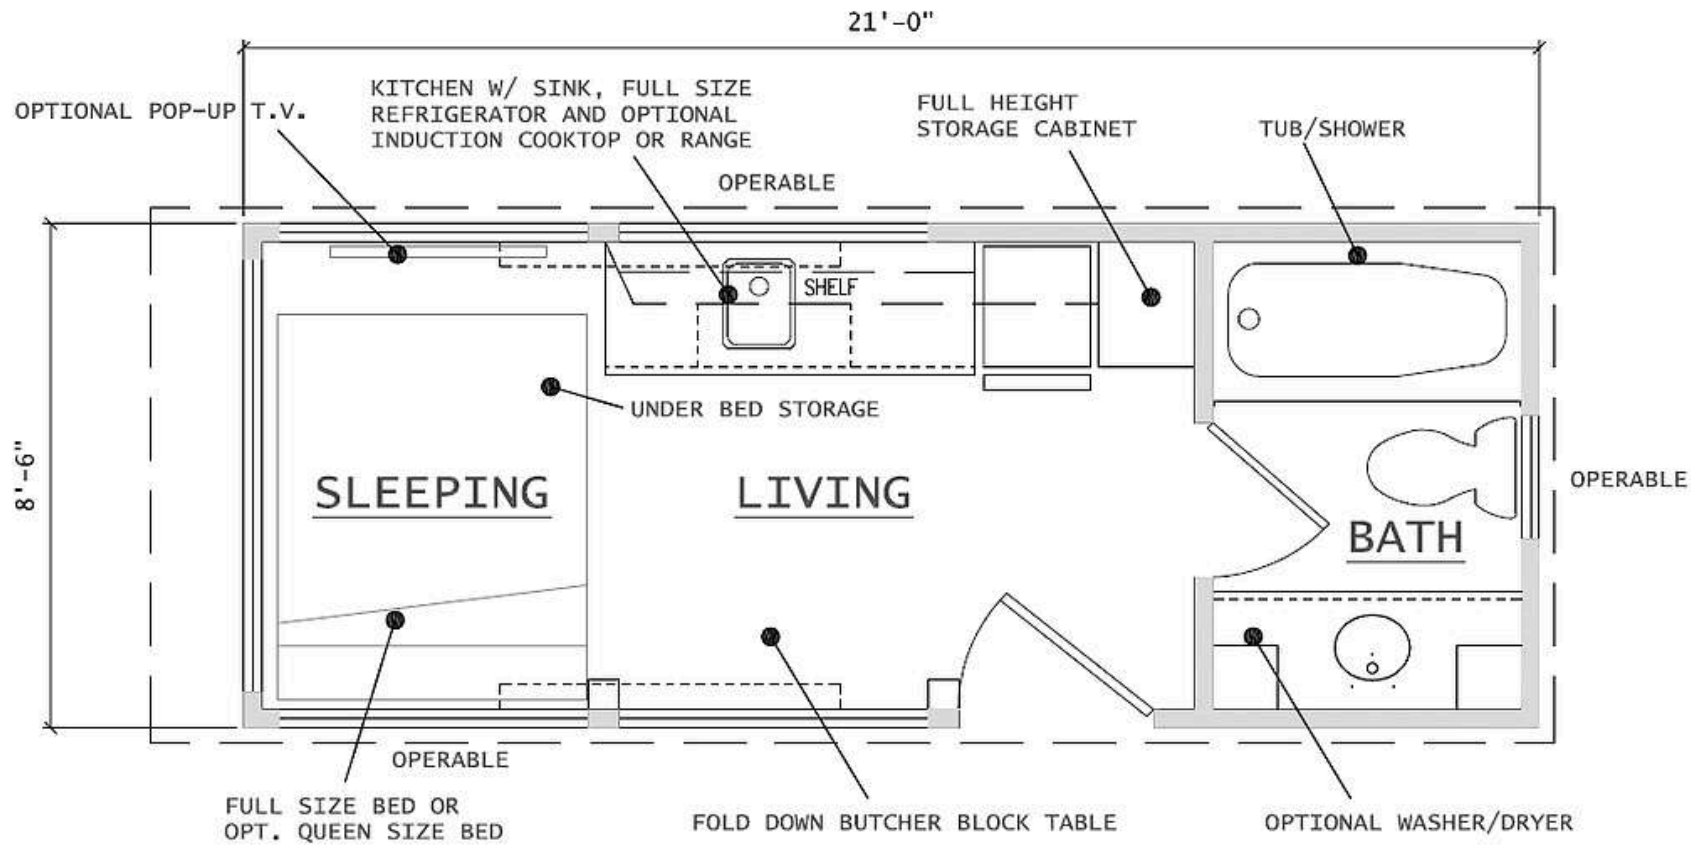 21'-0"
OPTIONAL POP-UP T.V.
KITCHEN W/ SINK, FULL SIZE
REFRIGERATOR AND OPTIONAL
INDUCTION COOKTOP OR RANGE
FULL HEIGHT
STORAGE CABINET
TUB/SHOWER
OPERABLE
SHELF
UNDER BED STORAGE
8'-6"
SLEEPING
LIVING
BATH
OPERABLE
OPERABLE
FULL SIZE BED OR
OPT. QUEEN SIZE BED
FOLD DOWN BUTCHER BLOCK TABLE
OPTIONAL WASHER/DRYER